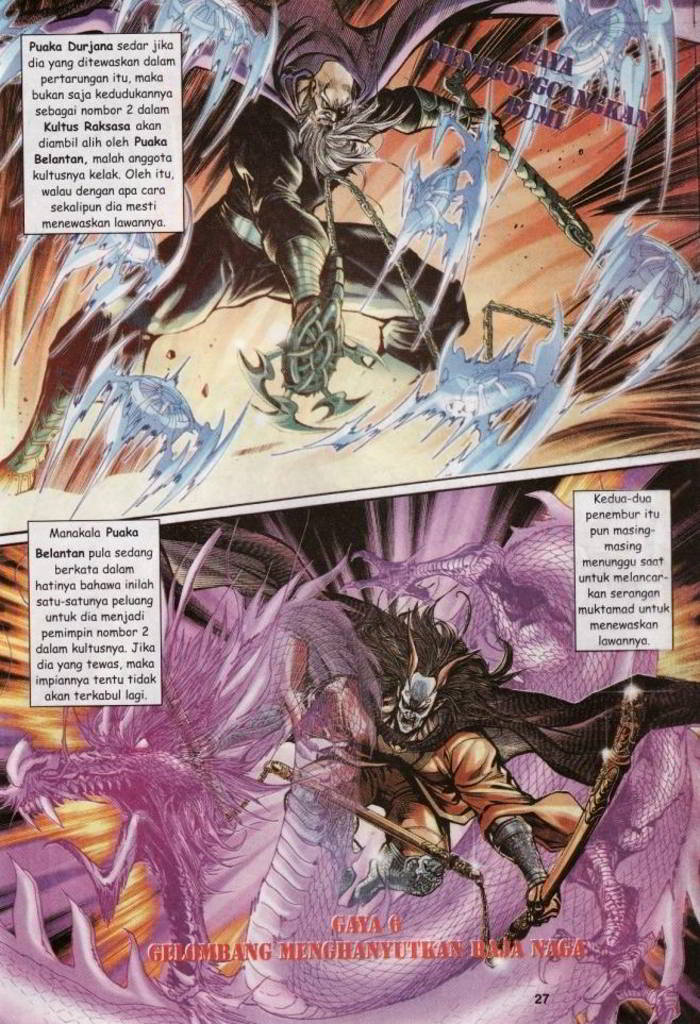 Puaka Durjana sedar jika
dia yang ditewaskan dalam
pertarungan itu, maka
bukan saja kedudukannya
sebagai nombor 2 dalam
Kultus Raksasa akan
diambil alih oleh Puaka
Belantan, malah anggota
kultusnya kelak. Oleh itu,
walau dengan apa cara
sekalipun dia mesti
menewaskan lawannya.
GAYA
MENGGONGCANGKAN
BUMI
Manakala Puaka
Belantan pula sedang
berkata dalam
hatinya bahawa inilah
satu-satunya peluang
untuk dia menjadi
pemimpin nombor 2
dalam kultusnya. Jika
dia yang tewas, maka
impiannya tentu tidak
akan terkabul lagi.
Kedua-dua
penembur itu
pun masing-
masing
menunggu saat
untuk melancar-
kan serangan
muktamad untuk
menewaskan
lawannya.
GAYA 6
GELOMBANG MENGHANYUTKAN RAJA NAGA
27